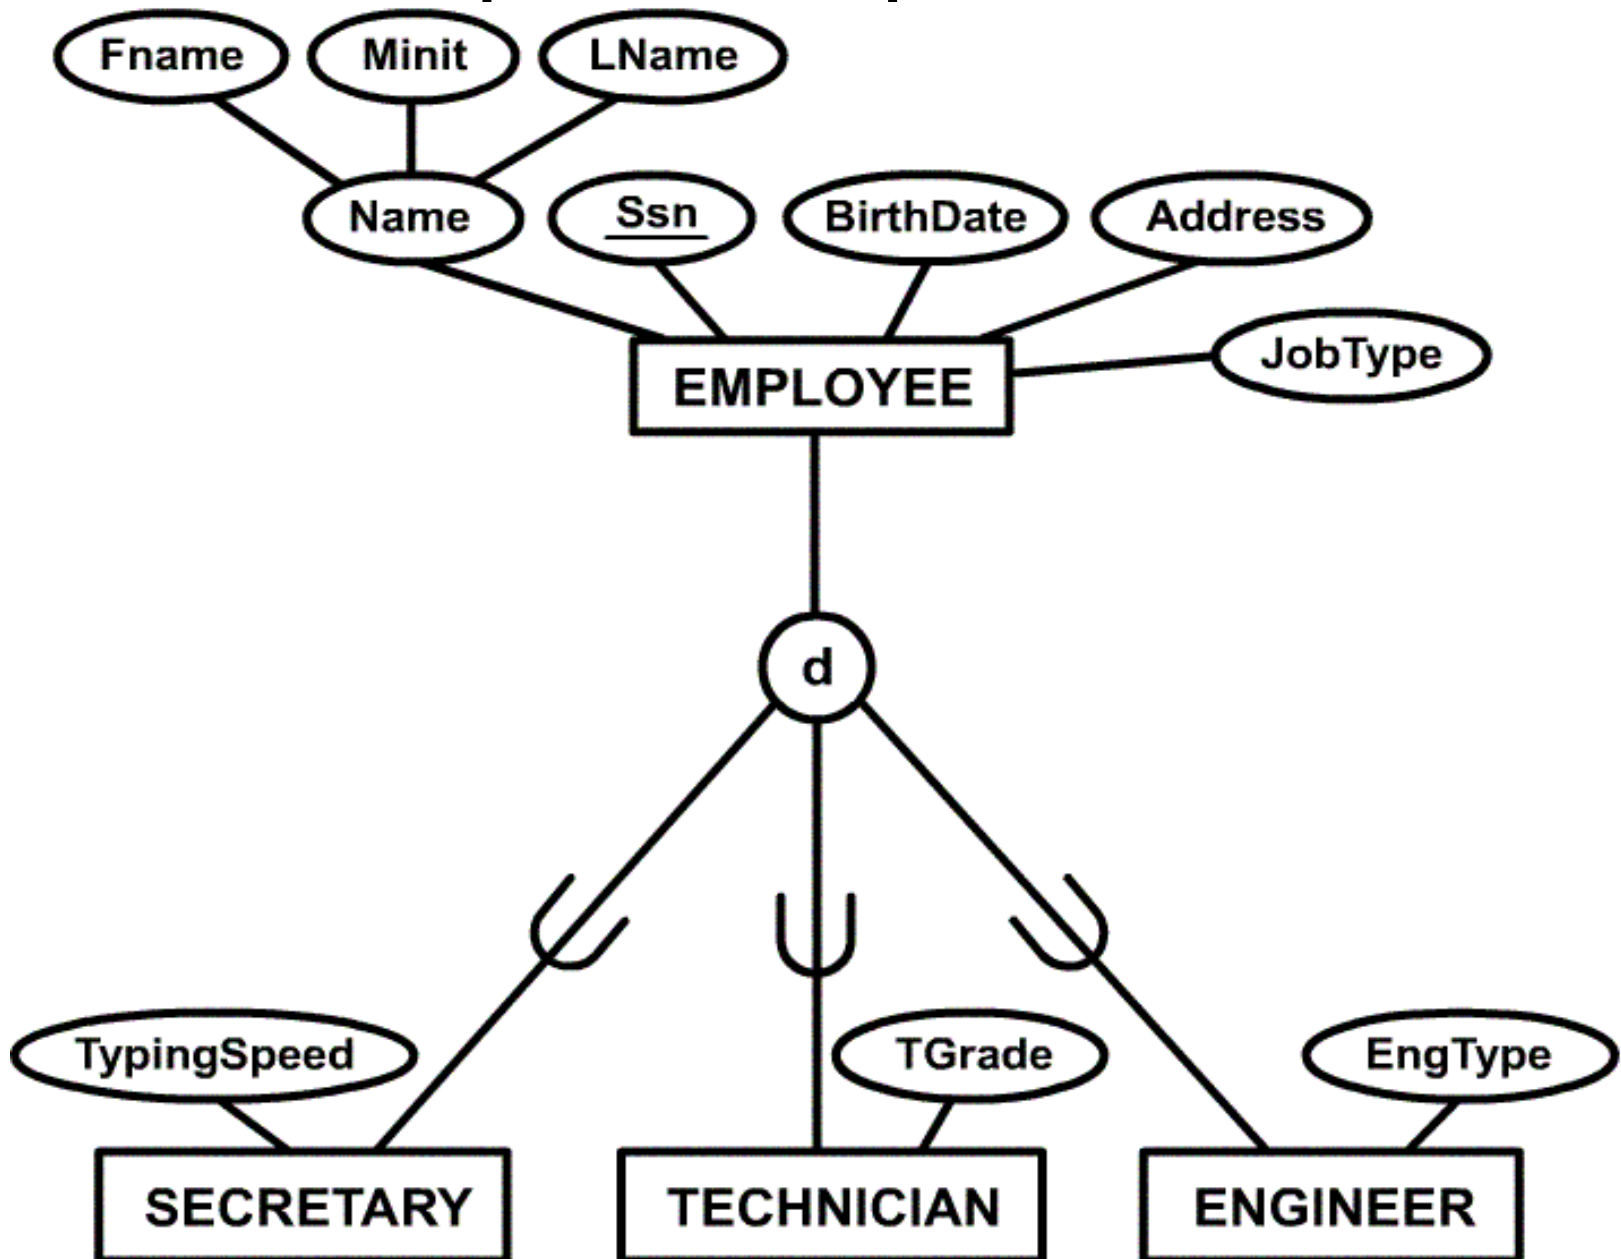 Fname
Minit
LName
Name
Ssn
BirthDate
Address
JobType
EMPLOYEE
d
TypingSpeed
TGrade
EngType
SECRETARY
TECHNICIAN
ENGINEER